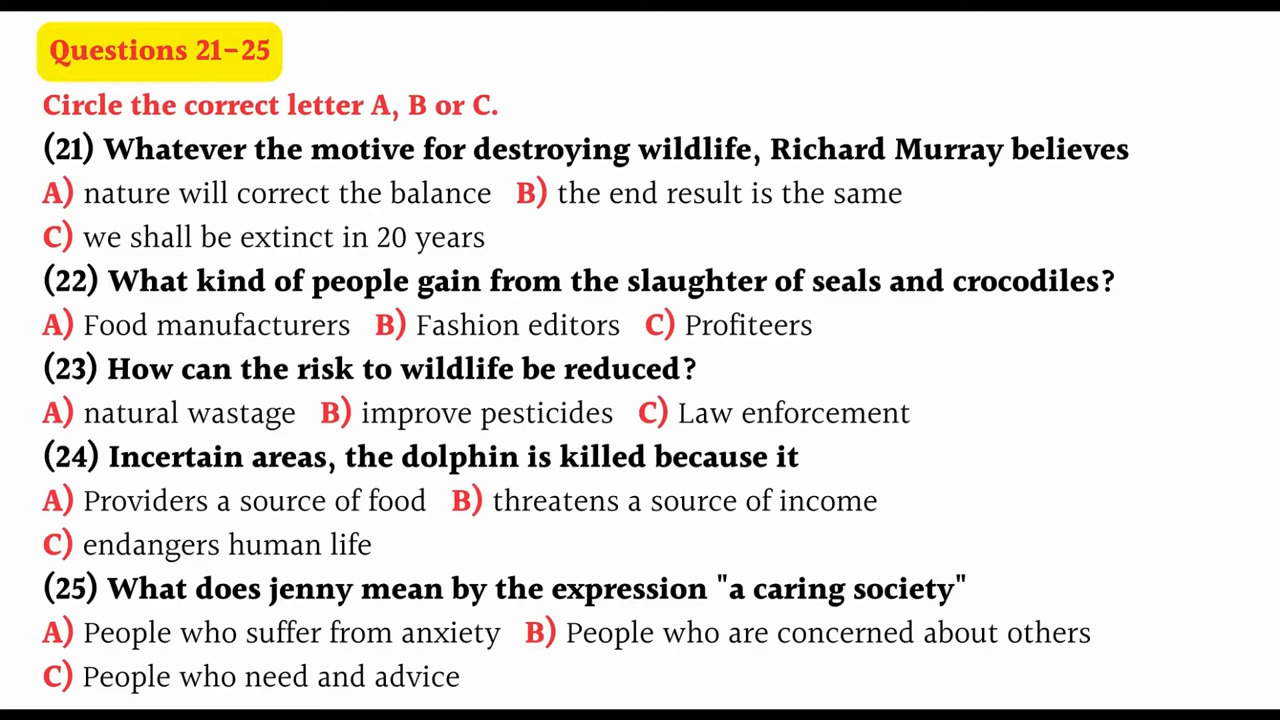 Questions 21–25
Circle the correct letter A, B or C.
(21) Whatever the motive for destroying wildlife, Richard Murray believes
A) nature will correct the balance B) the end result is the same
C) we shall be extinct in 20 years
(22) What kind of people gain from the slaughter of seals and crocodiles?
A) Food manufacturers B) Fashion editors C) Profiteers
(23) How can the risk to wildlife be reduced?
A) natural wastage B) improve pesticides C) Law enforcement
(24) Incertain areas, the dolphin is killed because it
A) Providers a source of food B) threatens a source of income
C) endangers human life
(25) What does jenny mean by the expression "a caring society"
A) People who suffer from anxiety B) People who are concerned about others
C) People who need and advice